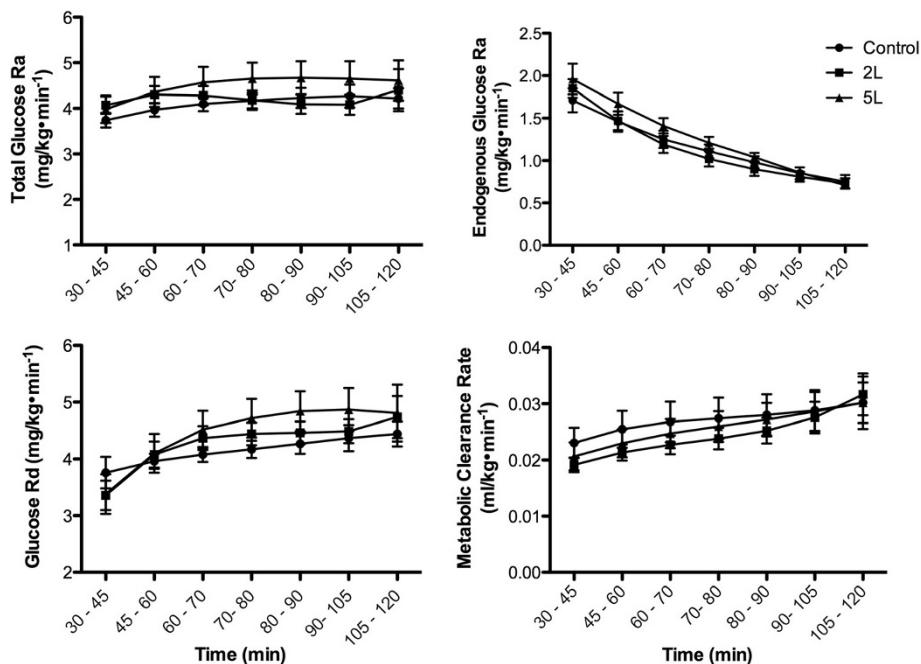 Total Glucose Ra
(mg/kg•min-1)
6
5
4
3
2
1
30 - 45
45 - 60
60 - 70
70- 80
80 - 90
90- 105
105 - 120
Endogenous Glucose Ra
(mg/kg•min-1)
2.5
2.0
1.5
1.0
0.5
0.0
30 - 45
45 - 60
60 - 70
70- 80
80 - 90
90- 105
105 - 120
Control
2L
5L
Glucose Rd (mg/kg•min-1)
6
5
4
3
2
30 - 45
45 - 60
60 - 70
70- 80
80 - 90
90- 105
105 - 120
Time (min)
Metabolic Clearance Rate
(ml/kg•min-1)
0.04
0.03
0.02
0.01
0.00
30 - 45
45 - 60
60 - 70
70- 80
80 - 90
90- 105
105 - 120
Time (min)